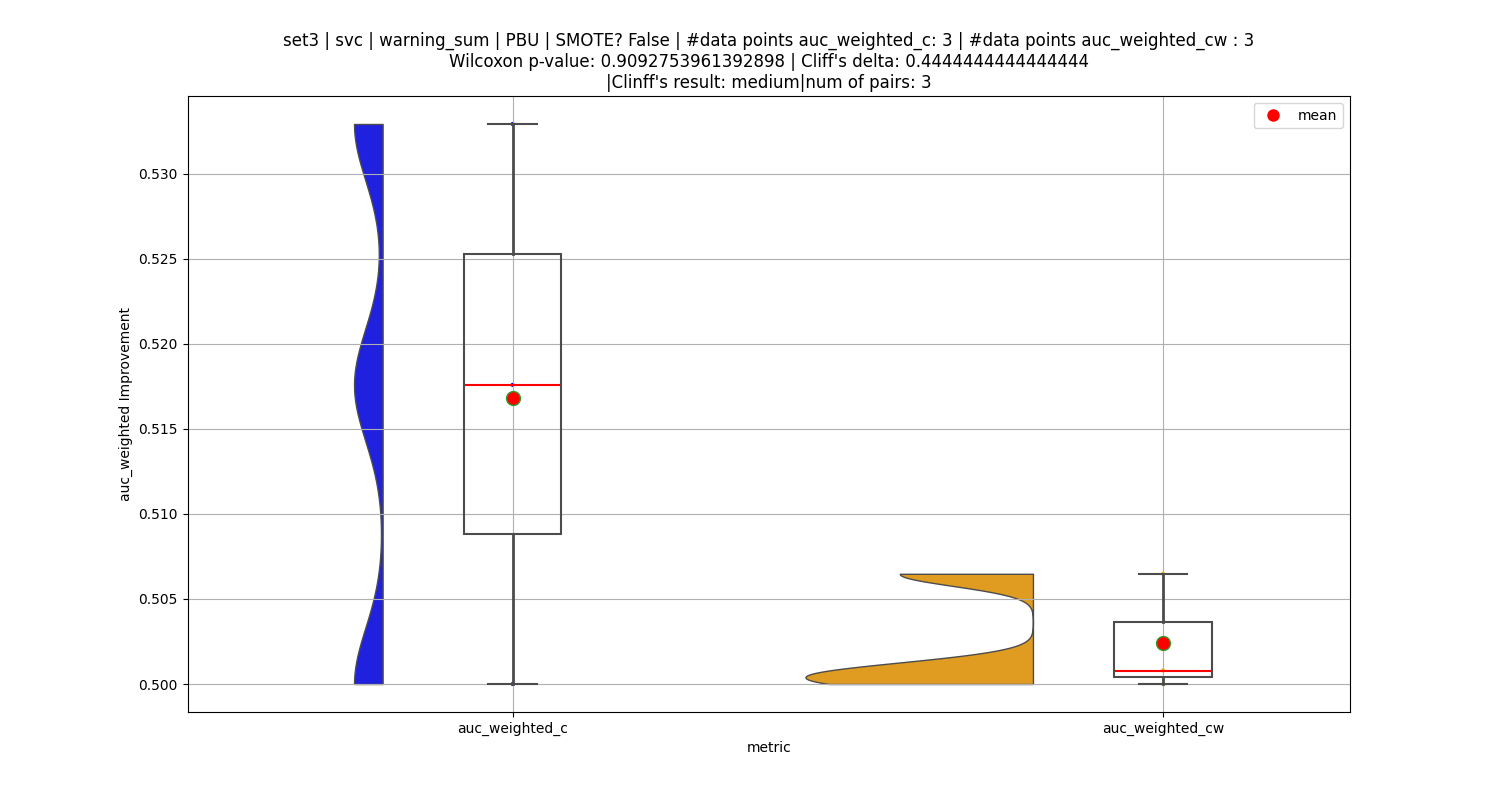 set3 | svc | warning_sum | PBU | SMOTE? False | #data points auc_weighted_c: 3 | #data points auc_weighted_cw : 3
Wilcoxon p-value: 0.9092753961392898 | Cliff's delta: 0.4444444444444444
|Clinff's result: medium|num of pairs: 3
mean
0.530
0.525
0.520
0.515
0.510
0.505
0.500
auc_weighted Improvement
auc_weighted_c
auc_weighted_cw
metric